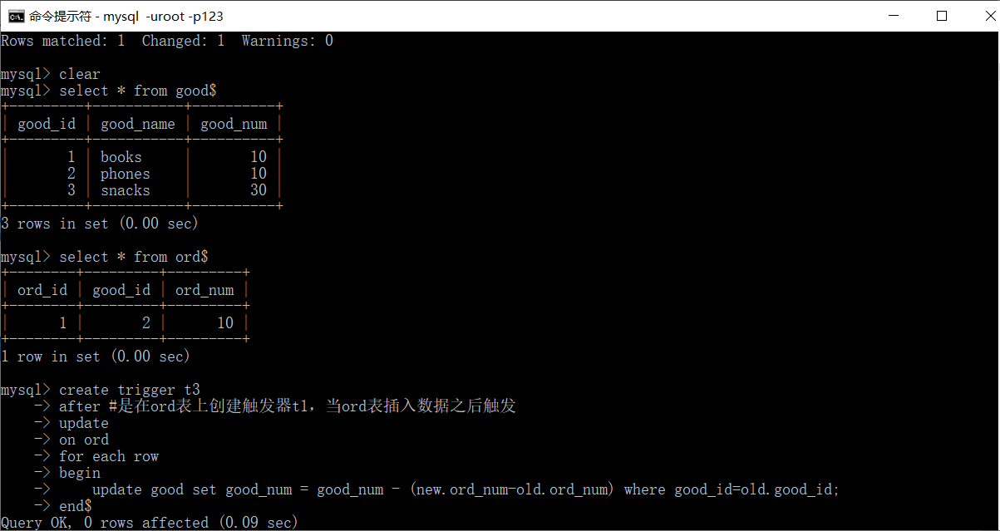 命令提示符 - mysql  -uroot -p123
Rows matched: 1  Changed: 1  Warnings: 0
mysql> clear
mysql> select * from good$
+---------+-----------+----------+
| good_id | good_name | good_num |
+---------+-----------+----------+
|       1 | books     |       10 |
|       2 | phones    |       10 |
|       3 | snacks    |       30 |
+---------+-----------+----------+
3 rows in set (0.00 sec)
mysql> select * from ord$
+--------+---------+---------+
| ord_id | good_id | ord_num |
+--------+---------+---------+
|      1 |       2 |      10 |
+--------+---------+---------+
1 row in set (0.00 sec)
mysql> create trigger t3
    -> after #是在ord表上创建触发器t1，当ord表插入数据之后触发
    -> update
    -> on ord
    -> for each row
    -> begin
    ->     update good set good_num = good_num - (new.ord_num-old.ord_num) where good_id=old.good_id;
    -> end$
Query OK, 0 rows affected (0.09 sec)